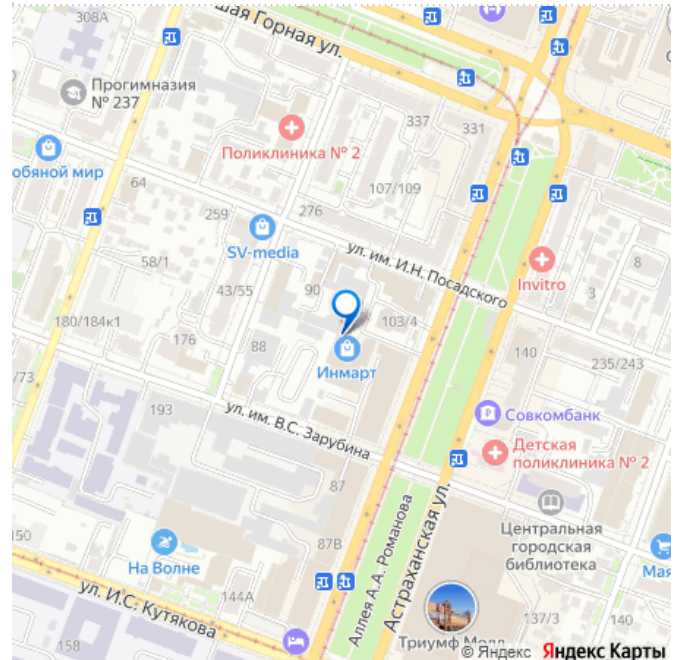 308А
шая Горная ул.
Прогимназия
№ 237
337
331
Поликлиника № 2
обяной мир
107/109
64
259
276
SV-media
ул. им. И.Н. Посадского
Invitro
8
3
58/1
43/55
90
180/184к1
103/4
176
88
140
Инмарт
235/243
/73
193
ул. им. В.С. Зарубина
Совкомбанк
Детская
поликлиника № 2
87
87В
150
На Волне
Аллея А.А. Романова
Астраханская ул.
Центральная
городская
библиотека
Мая
144А
ул. И.С. Кутякова
158
137/3
140
Триумф Молл
© Яндекс Яндекс Карты